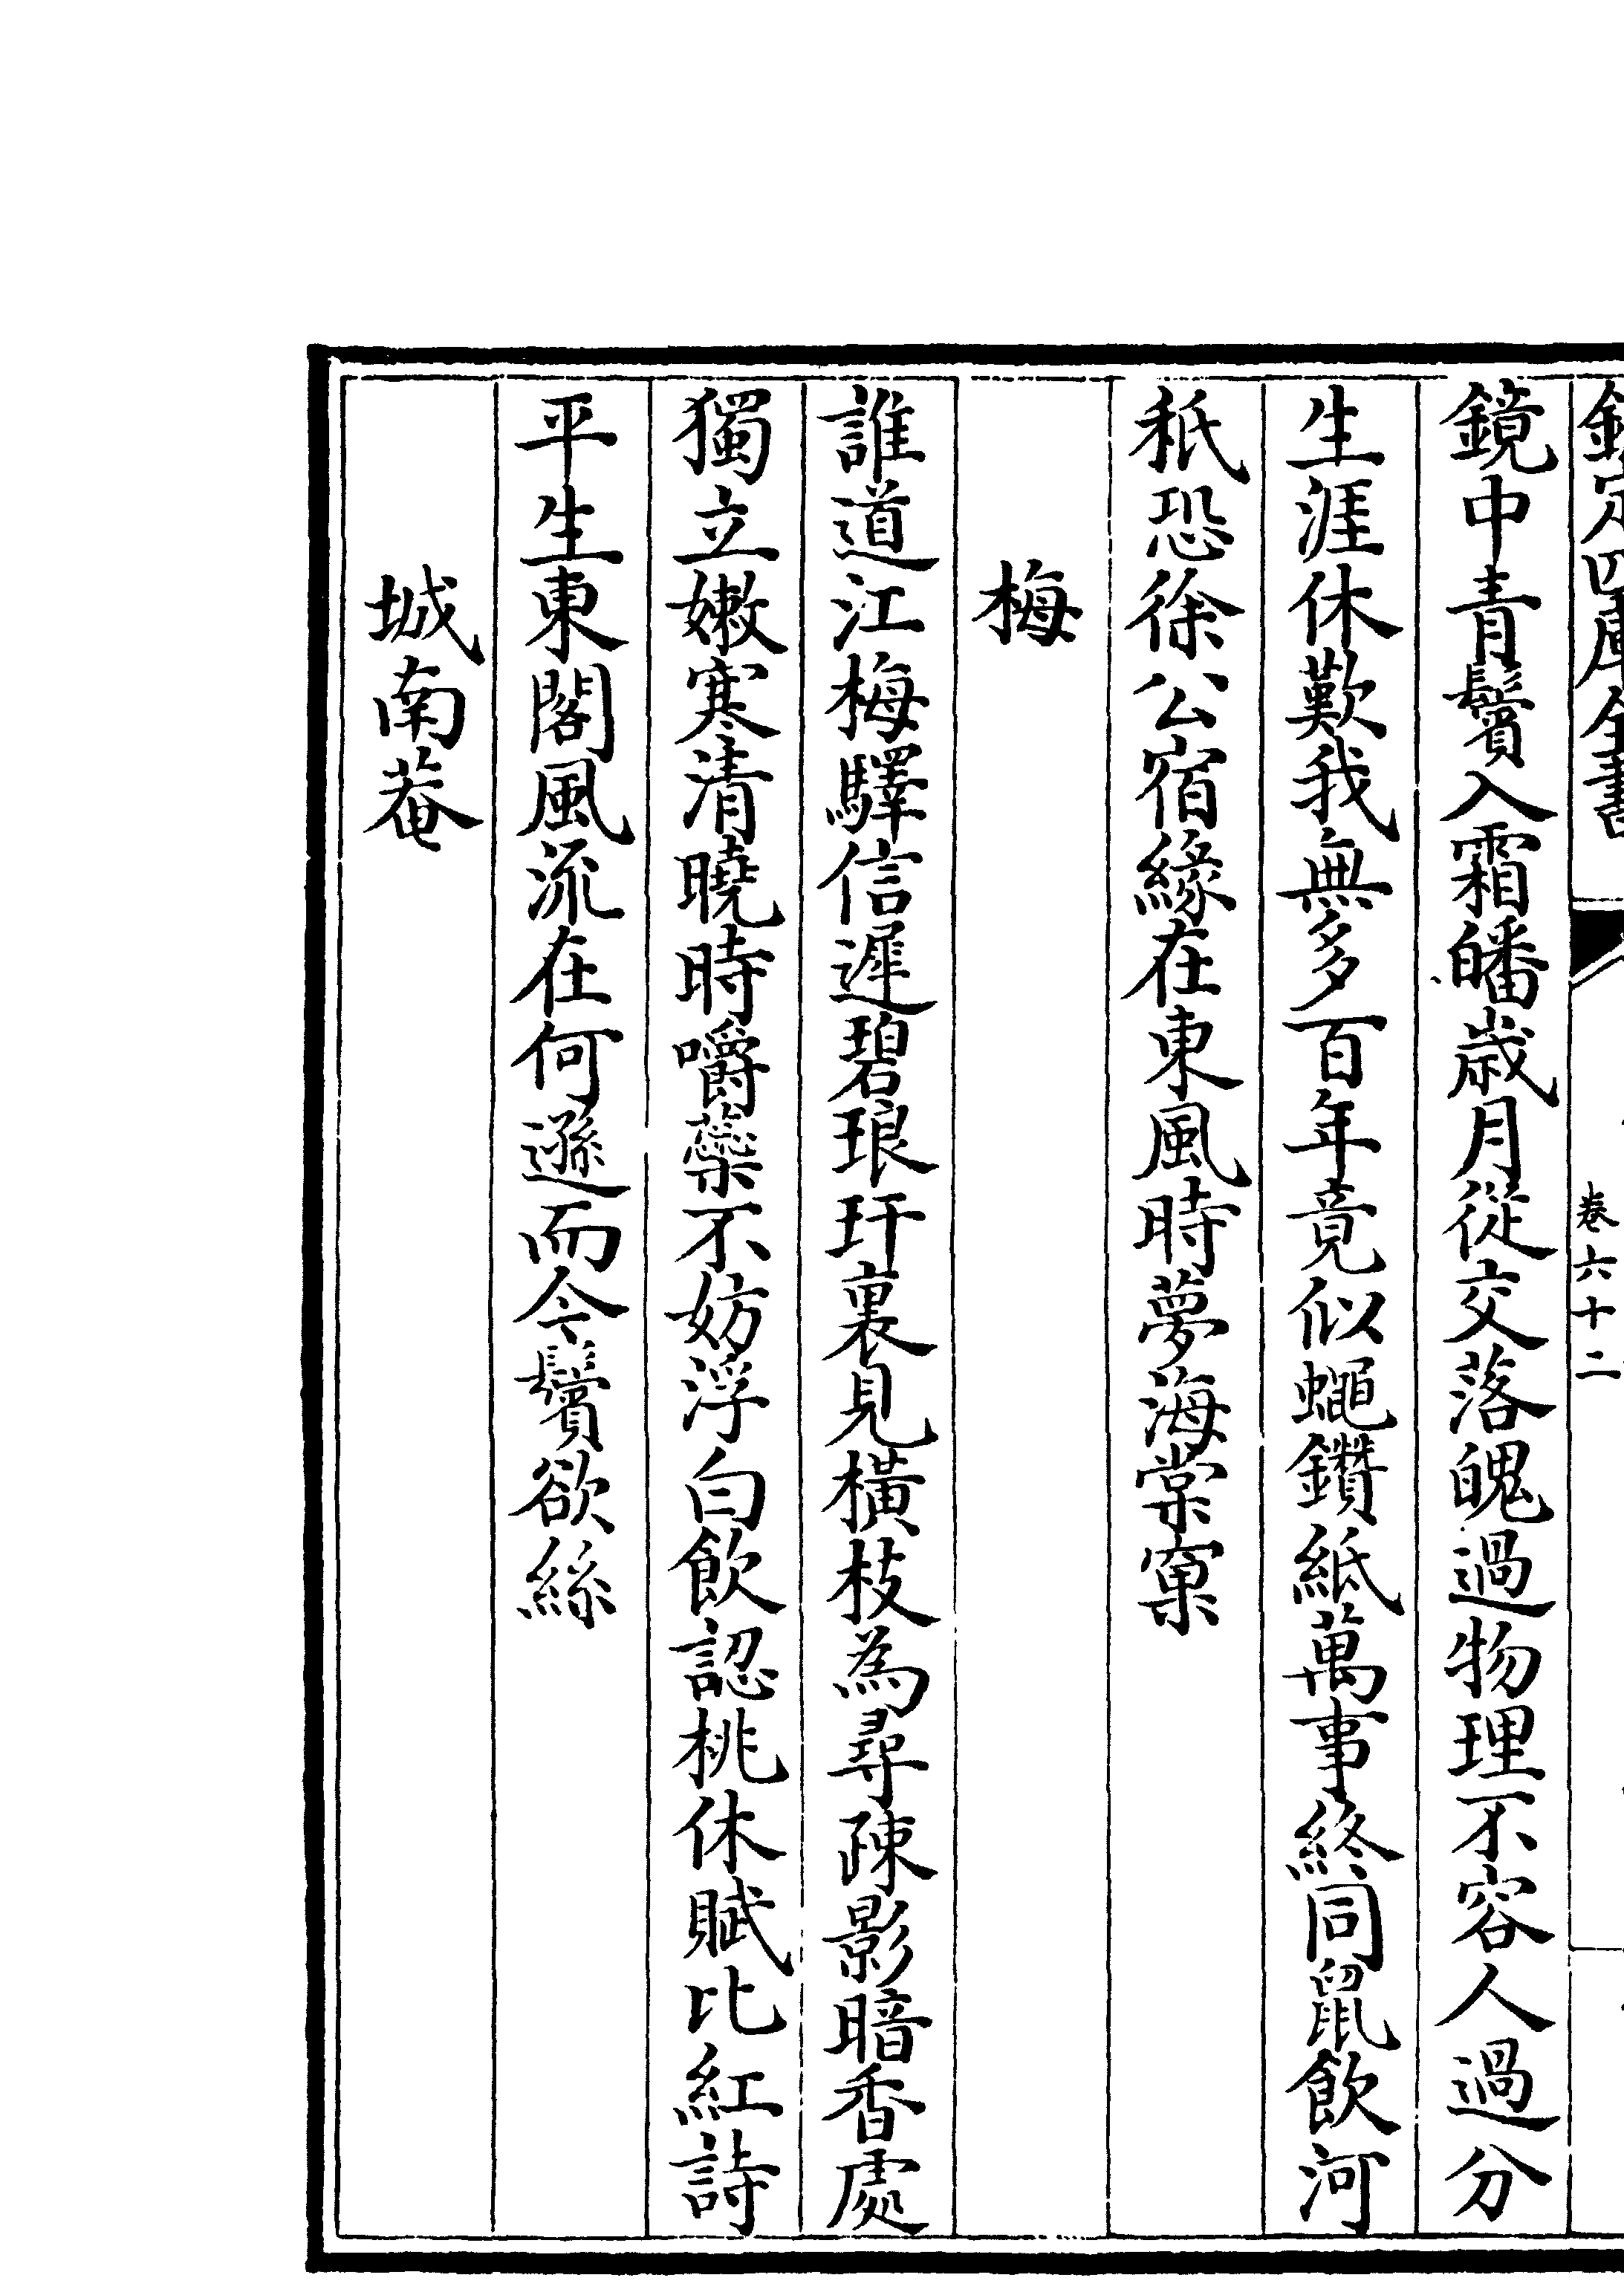 欽定四庫全書
卷六十二
鏡中青鬢入霜皤歲月從交落魄過物理不容人過分
生涯休歎我無多百年竟似蠅鑽紙萬事終同鼠飲河
秖恐徐公宿緣在東風時夢海棠窠
梅
誰道江梅驛信遲碧琅玕裏見橫枝為尋疎影暗香處
獨立嫩寒清曉時嚼蘂不妨浮白飲認桃休賦比紅詩
平生東閣風流在何遜而今鬢欲絲
城南菴